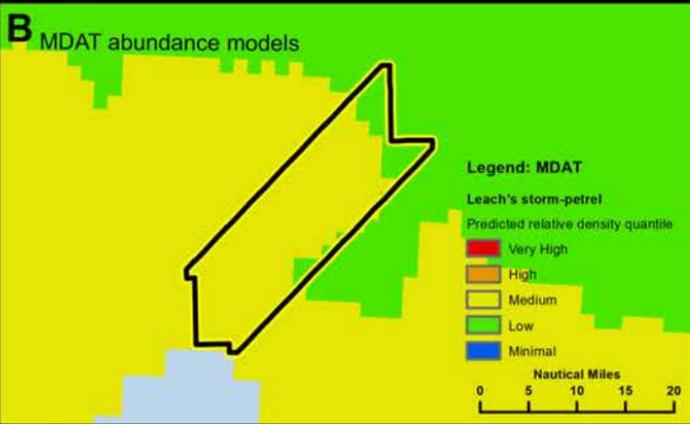 B MDAT abundance models
Legend: MDAT
Leach's storm-petrel
Predicted relative density quantile
Very High
High
Medium
Low
Minimal
Nautical Miles
0 5 10 15 20